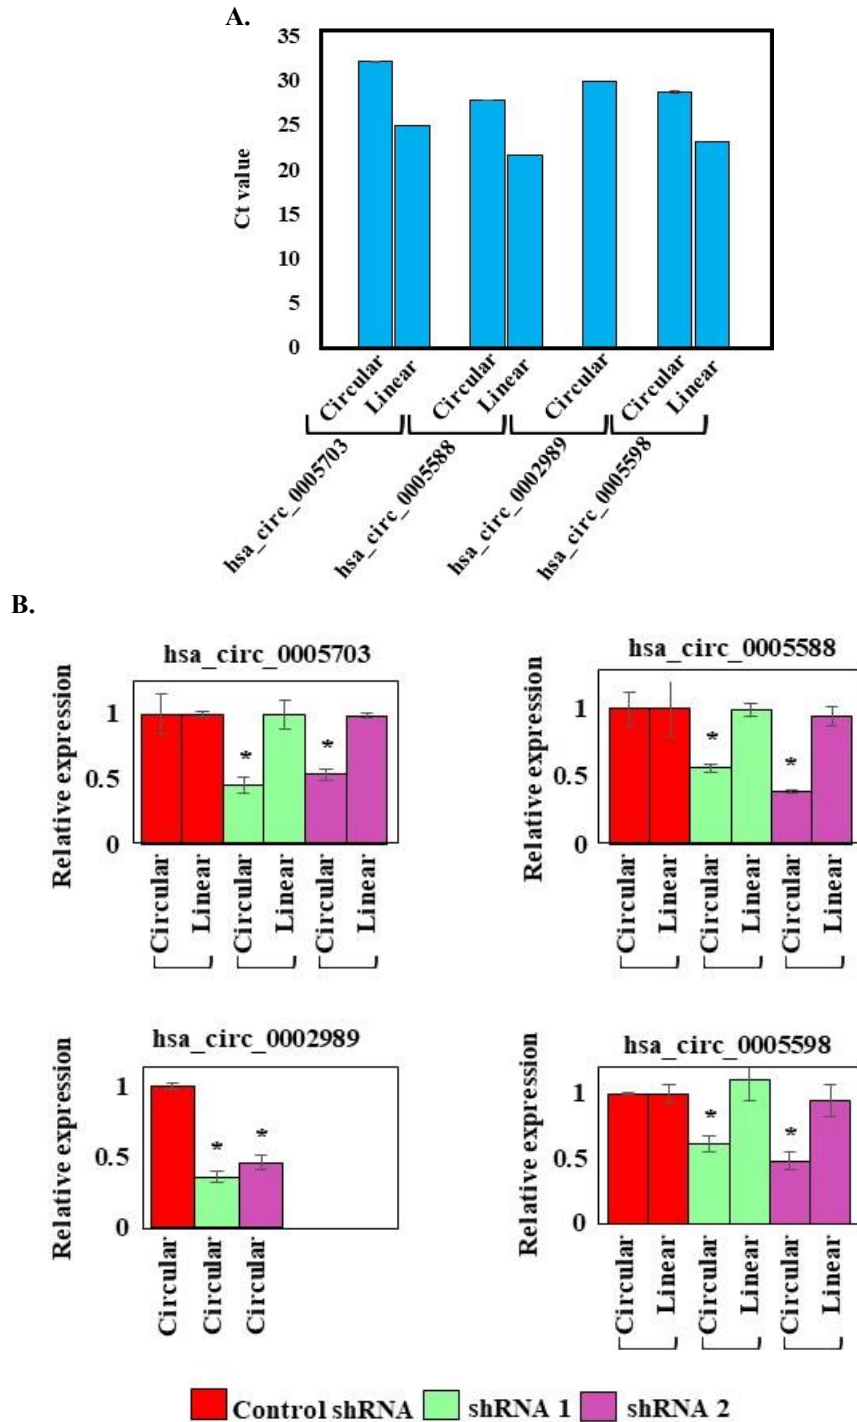 A.
Ct value
35
30
25
20
15
10
5
0
Circular
Linear
Circular
Linear
Circular
Circular
Linear
hsa_circ_0005703
hsa_circ_0005588
hsa_circ_0002989
hsa_circ_0005598
B.
hsa_circ_0005703
Relative expression
1
0.5
0
*
*
Circular
Linear
Circular
Linear
Circular
Linear
hsa_circ_0005588
Relative expression
1
0.5
0
*
*
Circular
Linear
Circular
Linear
Circular
Linear
hsa_circ_0002989
Relative expression
1
0.5
0
*
*
Circular
Circular
Circular
hsa_circ_0005598
Relative expression
1
0.5
0
*
*
Circular
Linear
Circular
Linear
Circular
Linear
Control shRNA
shRNA 1
shRNA 2